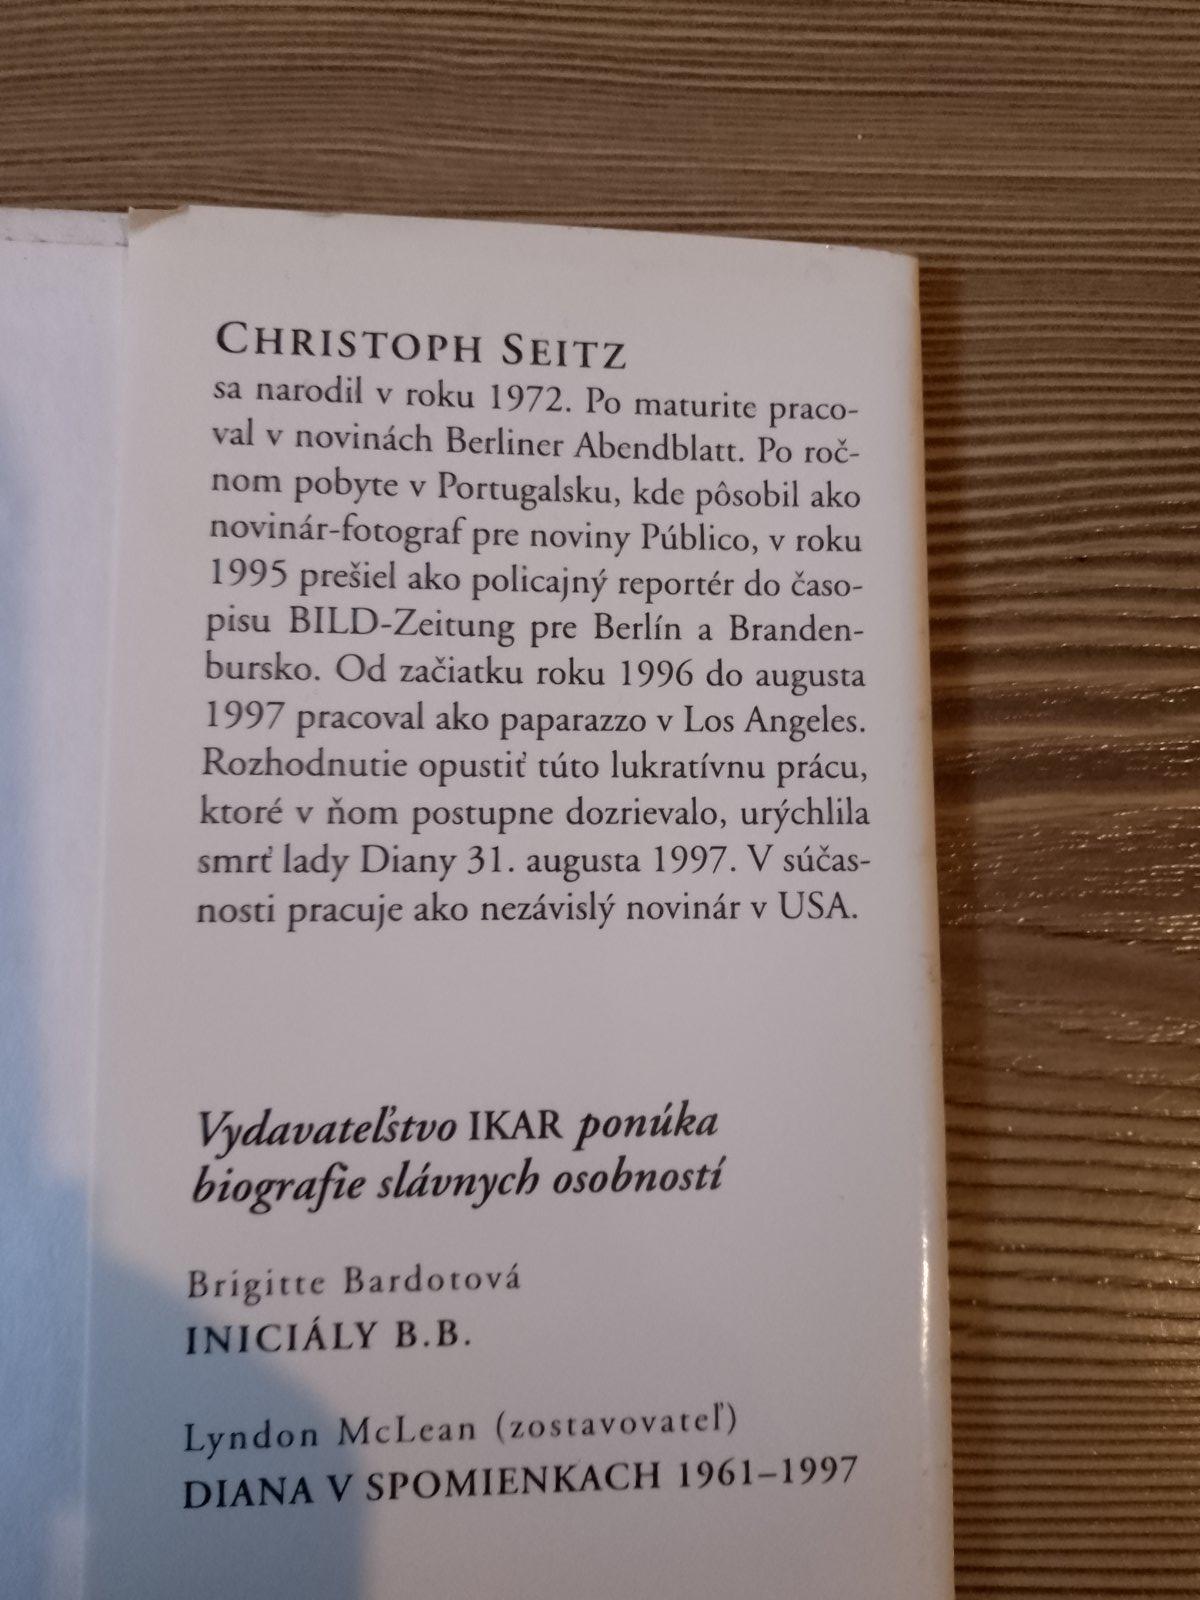 CHRISTOPH SEITZ
sa narodil v roku 1972. Po maturite praco-
val v novinách Berliner Abendblatt. Po roč-
nom pobyte v Portugalsku, kde pôsobil ako
novinár-fotograf pre noviny Público, v roku
1995 prešiel ako policajný reportér do časo-
pisu BILD-Zeitung pre Berlín a Branden-
bursko. Od začiatku roku 1996 do augusta
1997 pracoval ako paparazzo v Los Angeles.
Rozhodnutie opustiť túto lukratívnu prácu,
ktoré v ňom postupne dozrievalo, urýchlila
smrť lady Diany 31. augusta 1997. V súčas-
nosti pracuje ako nezávislý novinár v USA.
Vydavateľstvo IKAR ponúka
biografie slávnych osobností
Brigitte Bardotová
INICIÁLY B.B.
Lyndon McLean (zostavovateľ)
DIANA V SPOMIENKACH 1961–1997